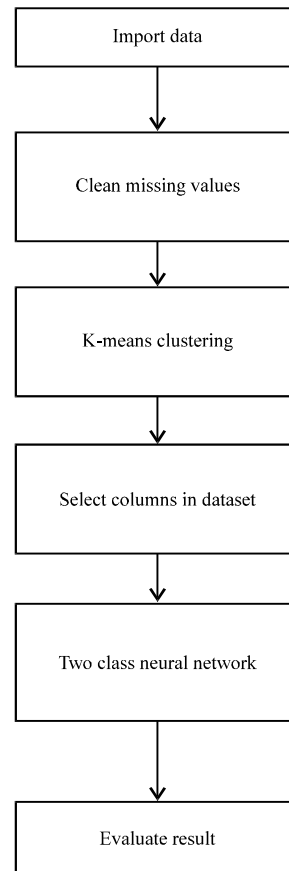 Import data
Clean missing values
K-means clustering
Select columns in dataset
Two class neural network
Evaluate result